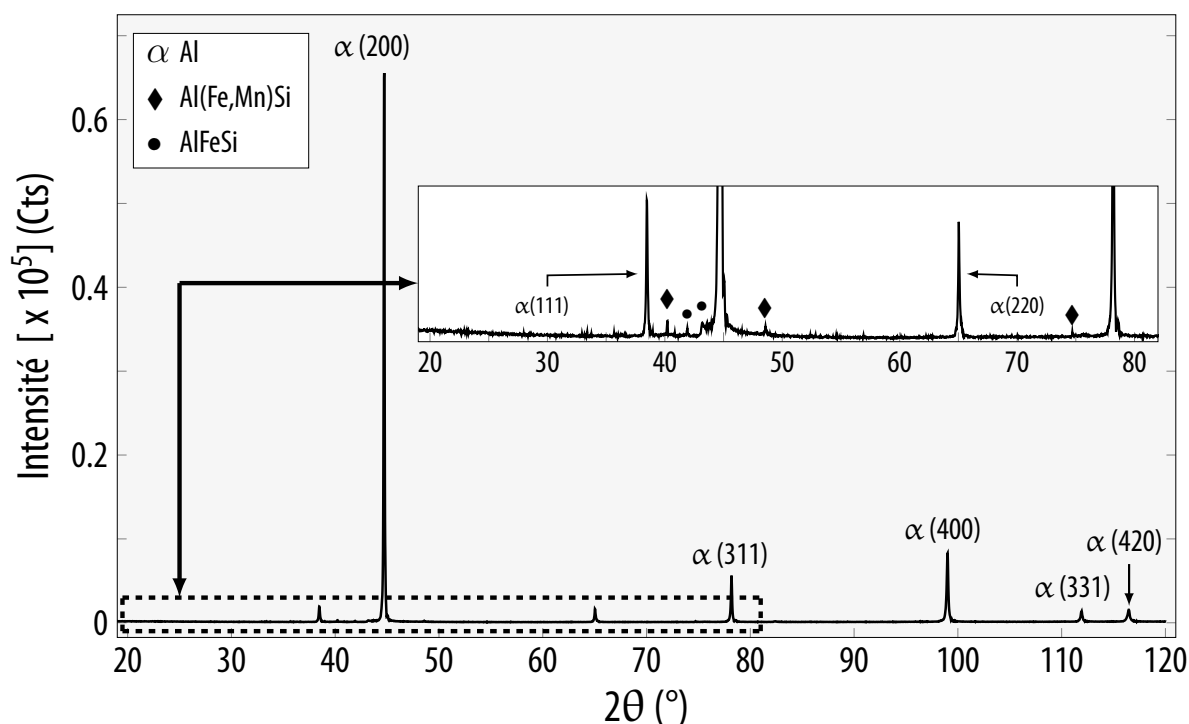 α Al
Al(Fe,Mn)Si
AlFeSi
α (200)
0.6
0.4
0.2
0
Intensité [ x 10⁵] (Cts)
α(111)
α(220)
20 30 40 50 60 70 80
α (311)
α (400)
α (420)
α (331)
20 30 40 50 60 70 80 90 100 110 120
2θ (°)